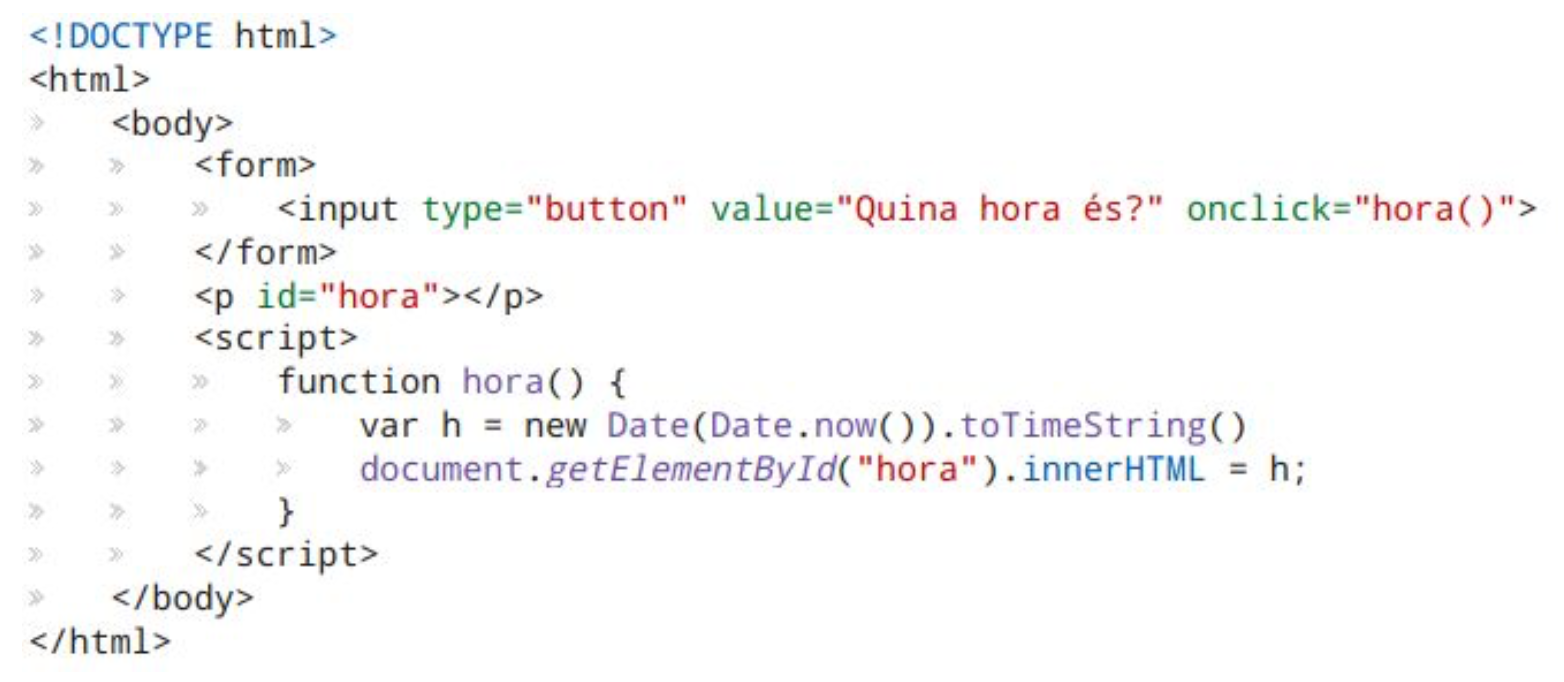 <!DOCTYPE html>
<html>
» <body>
» » <form>
» » » <input type="button" value="Quina hora és?" onclick="hora()">
» » </form>
» » <p id="hora"></p>
» » <script>
» » » function hora() {
» » » » var h = new Date(Date.now()).toTimeString()
» » » » document.getElementById("hora").innerHTML = h;
» » » }
» » </script>
» </body>
</html>